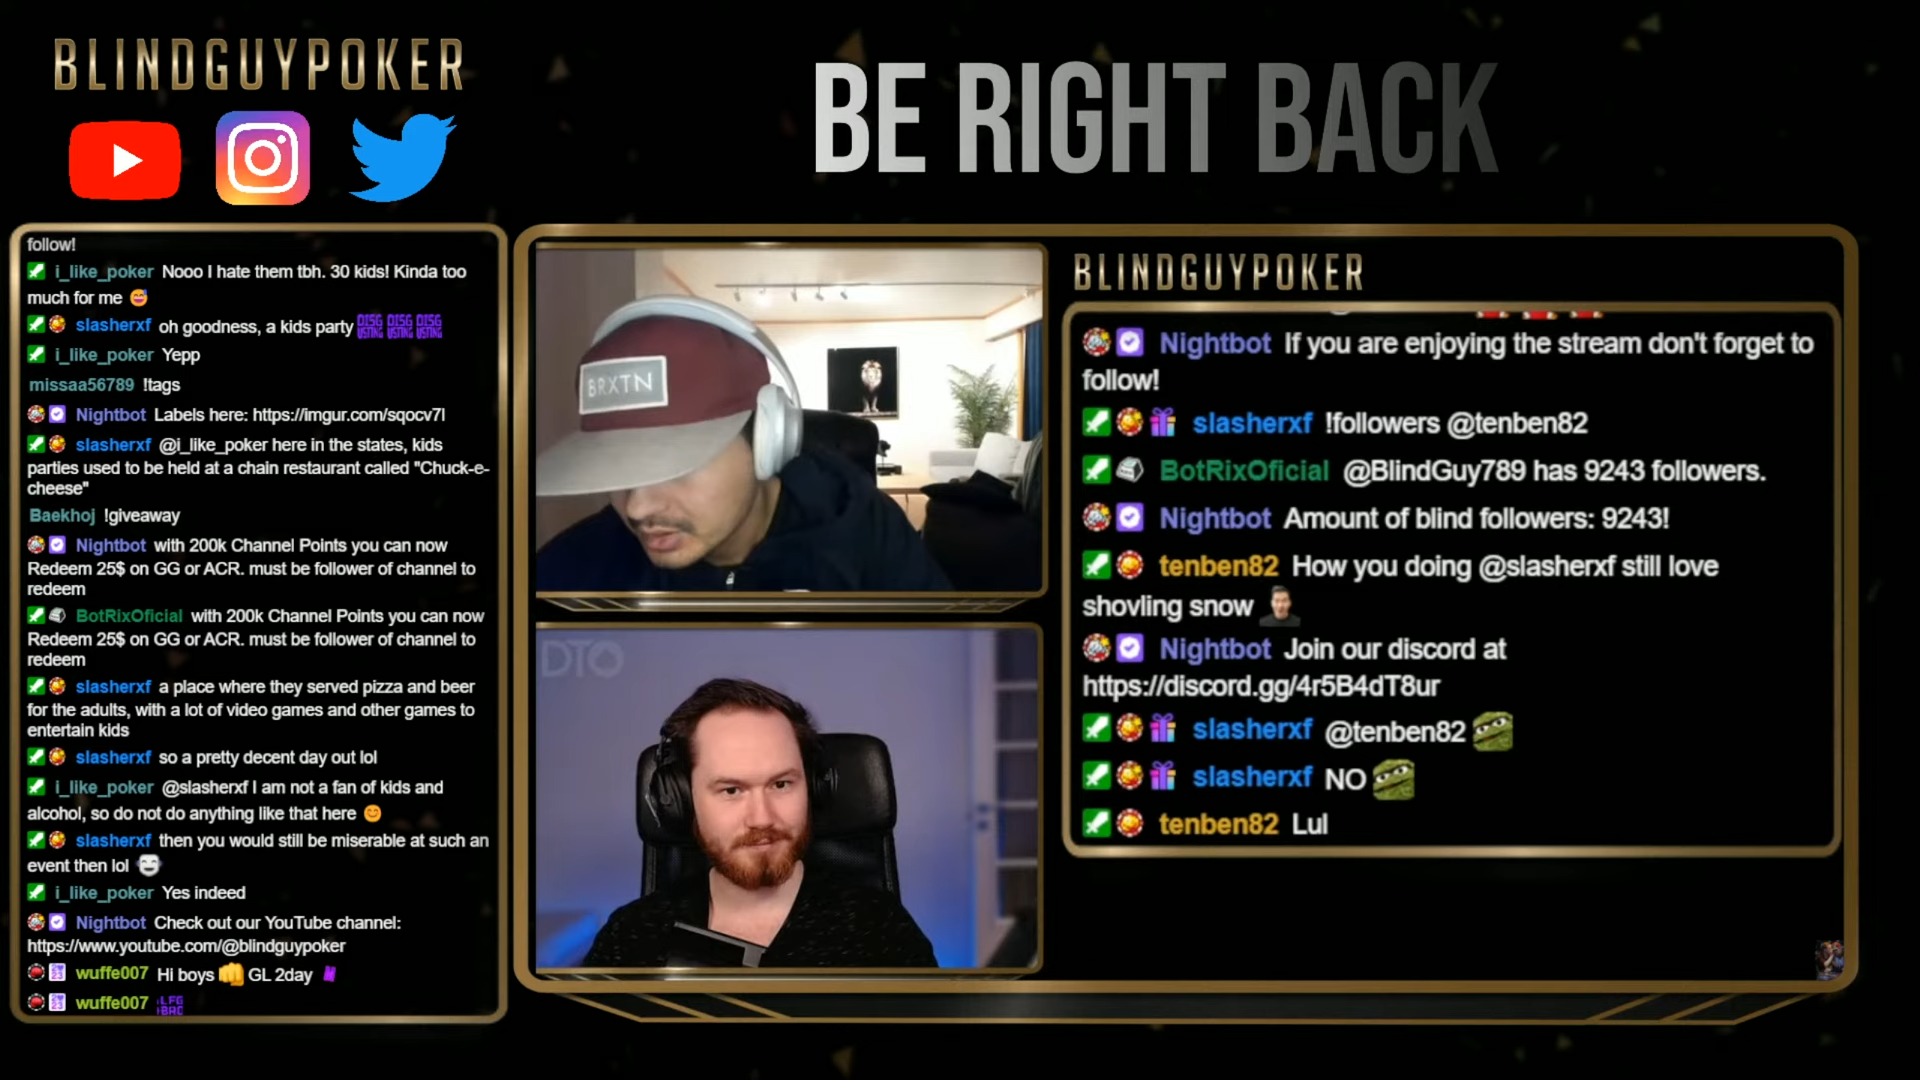 BLINDGUYPOKER
BE RIGHT BACK
follow!
i_like_poker Nooo I hate them tbh. 30 kids! Kinda too
much for me 😅
slasherxf oh goodness, a kids party DISG USTING DISG USTING DISG USTING
i_like_poker Yepp
missaa56789 !tags
Nightbot Labels here: https://imgur.com/sqocv7l
slasherxf @i_like_poker here in the states, kids
parties used to be held at a chain restaurant called "Chuck-e-
cheese"
Baekhoj !giveaway
Nightbot with 200k Channel Points you can now
Redeem 25$ on GG or ACR. must be follower of channel to
redeem
BotRixOficial with 200k Channel Points you can now
Redeem 25$ on GG or ACR. must be follower of channel to
redeem
slasherxf a place where they served pizza and beer
for the adults, with a lot of video games and other games to
entertain kids
slasherxf so a pretty decent day out lol
i_like_poker @slasherxf I am not a fan of kids and
alcohol, so do not do anything like that here 😊
slasherxf then you would still be miserable at such an
event then lol
i_like_poker Yes indeed
Nightbot Check out our YouTube channel:
https://www.youtube.com/@blindguypoker
wuffe007 Hi boys 👊 GL 2day
wuffe007
BRXTN
DTO
BLINDGUYPOKER
Nightbot If you are enjoying the stream don't forget to
follow!
slasherxf !followers @tenben82
BotRixOficial @BlindGuy789 has 9243 followers.
Nightbot Amount of blind followers: 9243!
tenben82 How you doing @slasherxf still love
shovling snow
Nightbot Join our discord at
https://discord.gg/4r5B4dT8ur
slasherxf @tenben82
slasherxf NO
tenben82 Lul